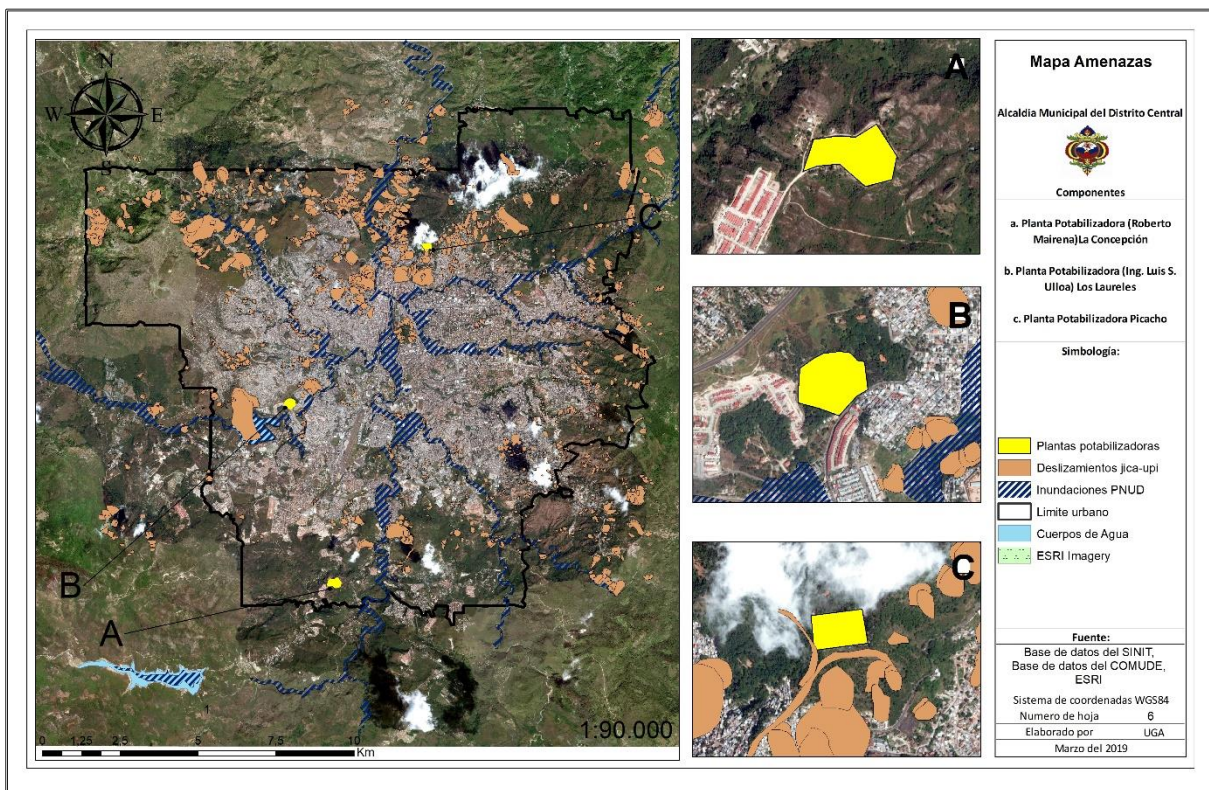 N
W
E
S
C
B
A
1
1:90.000
0 1,25 2,5 5 7,5 10
Km
A
B
C
Mapa Amenazas
Alcaldia Municipal del Distrito Central
Componentes
a. Planta Potabilizadora (Roberto
Mairena)La Concepción
b. Planta Potabilizadora (Ing. Luis S.
Ulloa) Los Laureles
c. Planta Potabilizadora Picacho
Simbología:
Plantas potabilizadoras
Deslizamientos jica-upi
Inundaciones PNUD
Limite urbano
Cuerpos de Agua
ESRI Imagery
Fuente:
Base de datos del SINIT,
Base de datos del COMUDE,
ESRI
Sistema de coordenadas WGS84
Numero de hoja 6
Elaborado por UGA
Marzo del 2019